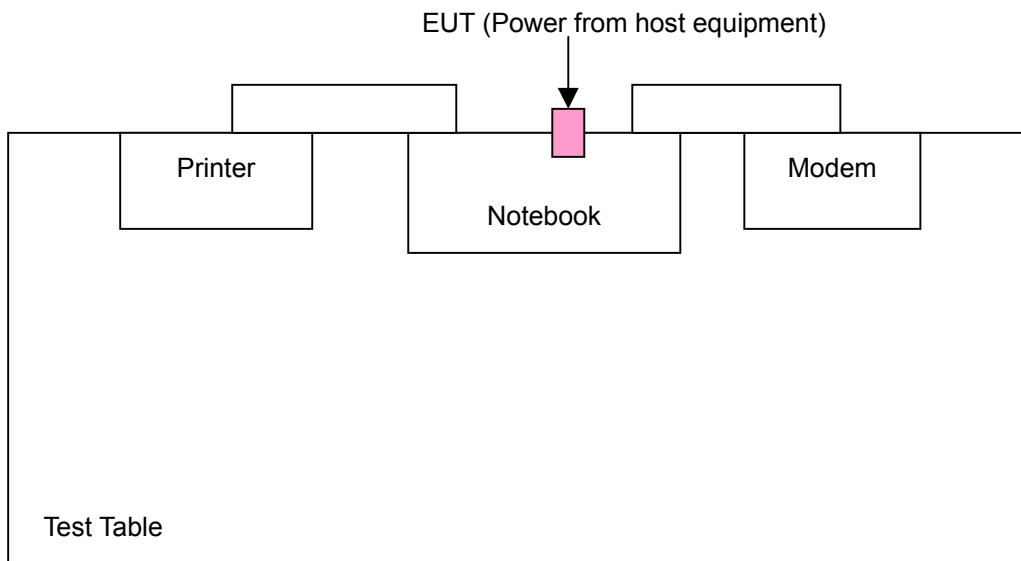 EUT (Power from host equipment)
Printer
Modem
Notebook
Test Table